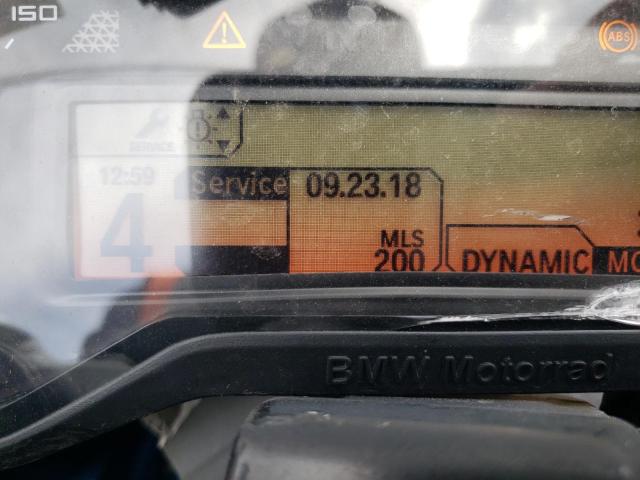 150
ABS
SERVICE
12:59
Service
09.23.18
4
MLS
200
DYNAMIC
BMW Motorrad